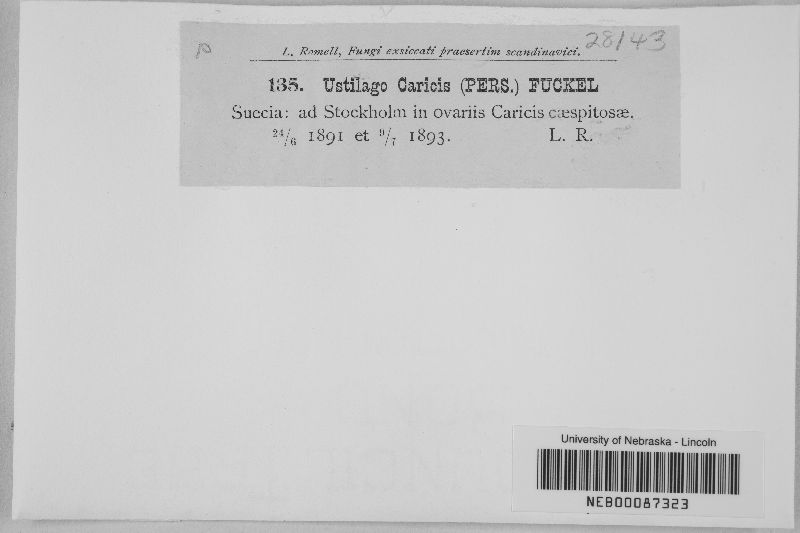 p
28143
L. Romell, Fungi exsiccati praesertim scandinavici.
135. Ustilago Caricis (PERS.) FUCKEL
Suecia: ad Stockholm in ovariis Caricis cæspitosæ.
24/6 1891 et 9/7 1893. L. R.
University of Nebraska - Lincoln
NEB00087323